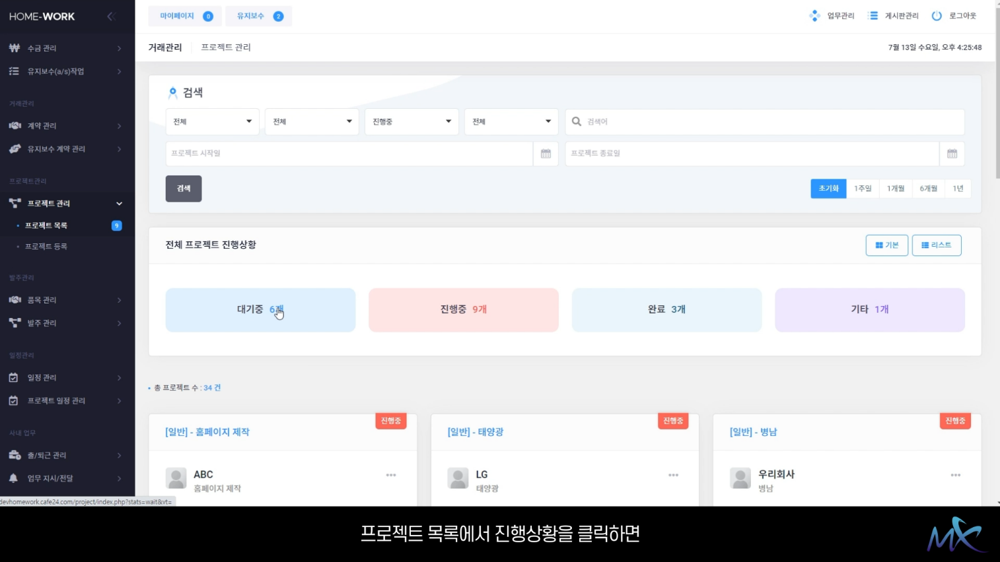 HOME-WORK
수금 관리
유지보수(a/s)작업
거래관리
계약 관리
유지보수 계약 관리
프로젝트관리
프로젝트 관리
프로젝트 목록 9
프로젝트 등록
발주관리
품목 관리
발주 관리
일정관리
일정 관리
프로젝트 일정 관리
사내 업무
출/퇴근 관리
업무 지시/전달
devhomework.cafe24.com/project/index.php?stats=wait&vt=
마이페이지 0 유지보수 2 업무관리 게시판관리 로그아웃
거래관리 프로젝트 관리 7월 13일 수요일, 오후 4:25:48
검색
전체 전체 진행중 전체 검색어
프로젝트 시작일 프로젝트 종료일
검색 초기화 1주일 1개월 6개월 1년
전체 프로젝트 진행상황 기본 리스트
대기중 6개 진행중 9개 완료 3개 기타 1개
• 총 프로젝트 수 : 34 건
진행중 진행중 진행중
[일반] - 홈페이지 제작 [일반] - 태양광 [일반] - 병남
ABC LG 우리회사
홈페이지 제작 태양광 병남
프로젝트 목록에서 진행상황을 클릭하면
MX